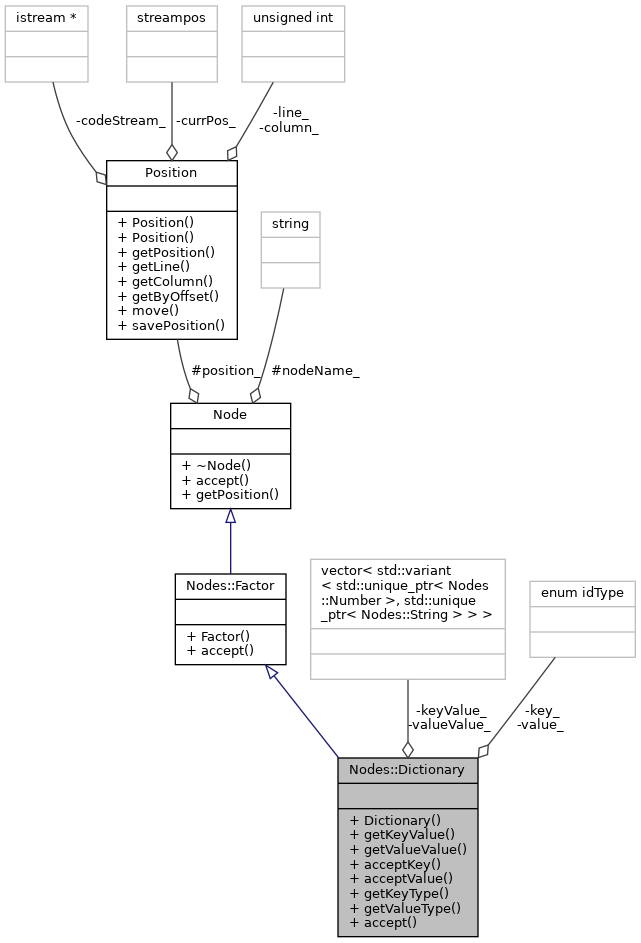 istream *
streampos
unsigned int
-codeStream_
-currPos_
-line_
-column_
Position
+ Position()
+ Position()
+ getPosition()
+ getLine()
+ getColumn()
+ getByOffset()
+ move()
+ savePosition()
string
#position_
#nodeName_
Node
+ ~Node()
+ accept()
+ getPosition()
Nodes::Factor
+ Factor()
+ accept()
vector< std::variant
< std::unique_ptr< Nodes
::Number >, std::unique
_ptr< Nodes::String > > >
enum idType
-keyValue_
-valueValue_
-key_
-value_
Nodes::Dictionary
+ Dictionary()
+ getKeyValue()
+ getValueValue()
+ acceptKey()
+ acceptValue()
+ getKeyType()
+ getValueType()
+ accept()